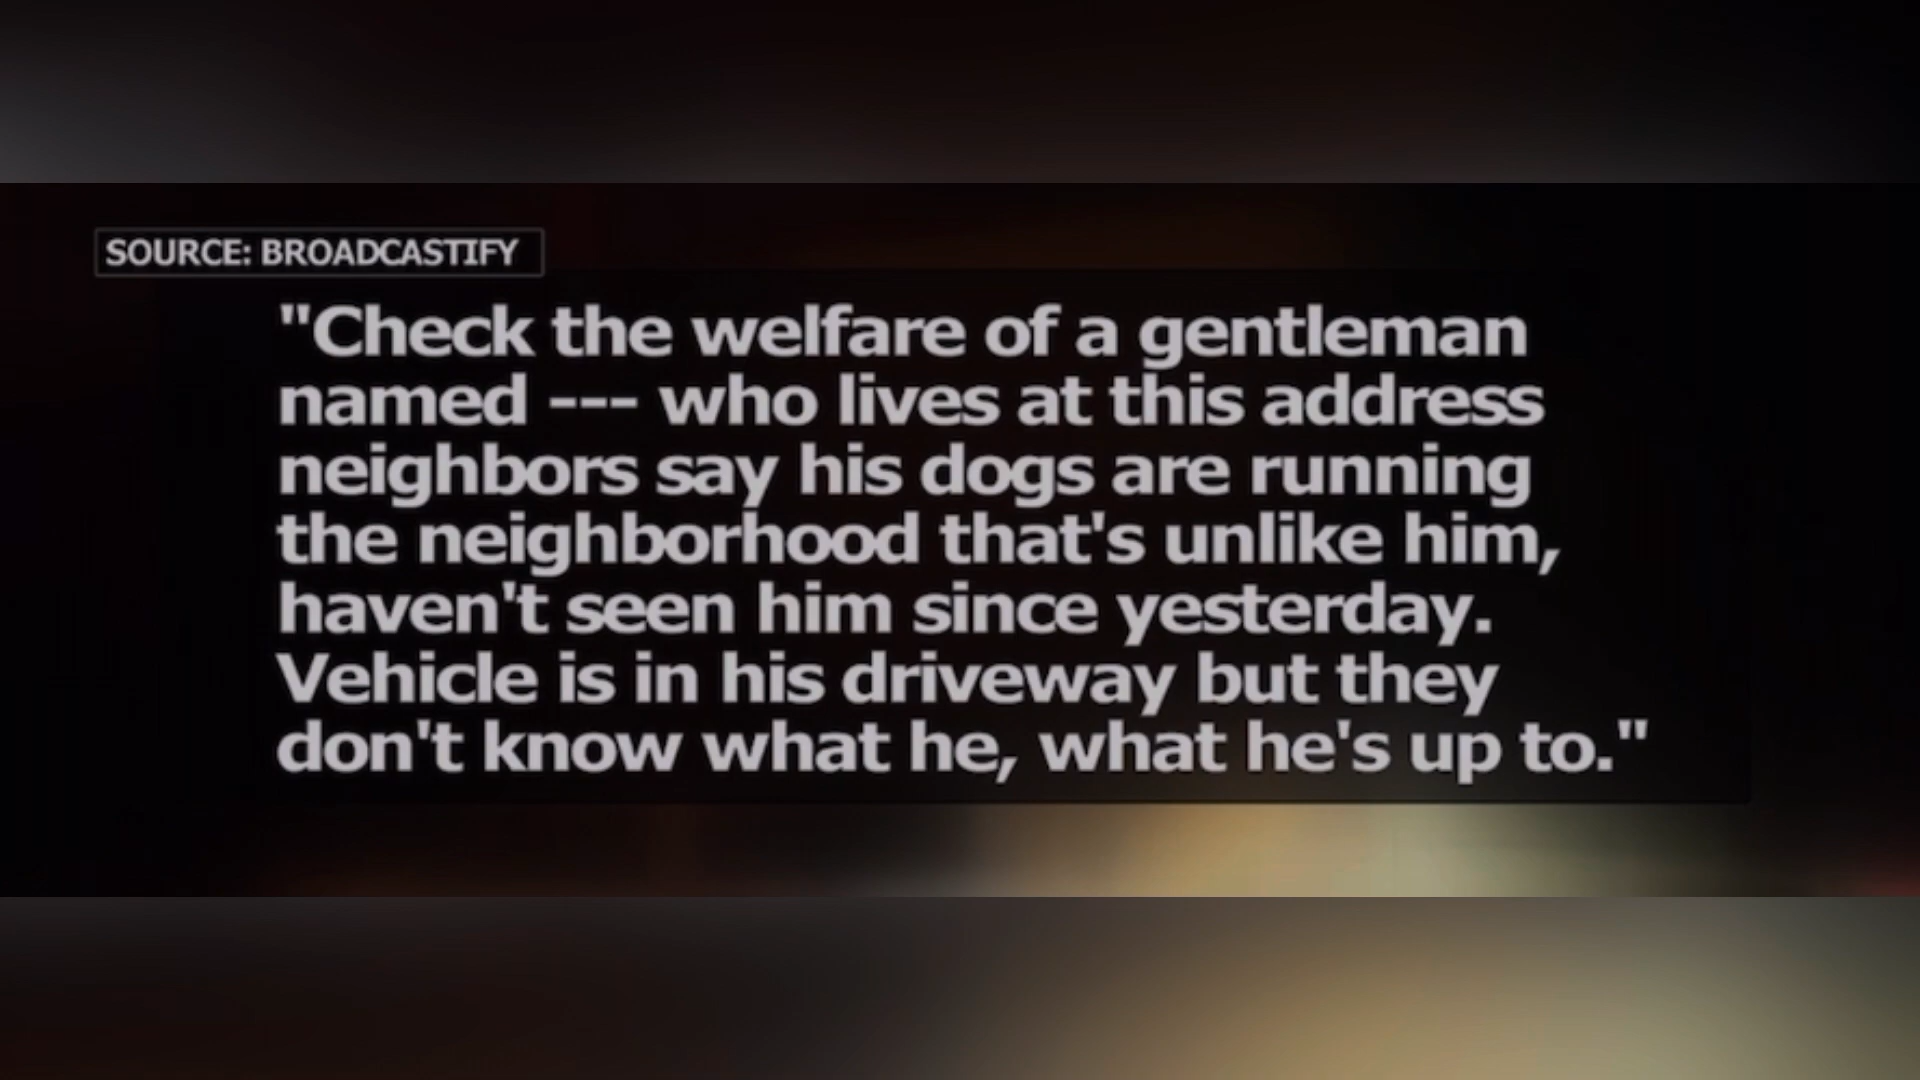 SOURCE: BROADCASTIFY
"Check the welfare of a gentleman
named --- who lives at this address
neighbors say his dogs are running
the neighborhood that's unlike him,
haven't seen him since yesterday.
Vehicle is in his driveway but they
don't know what he, what he's up to."